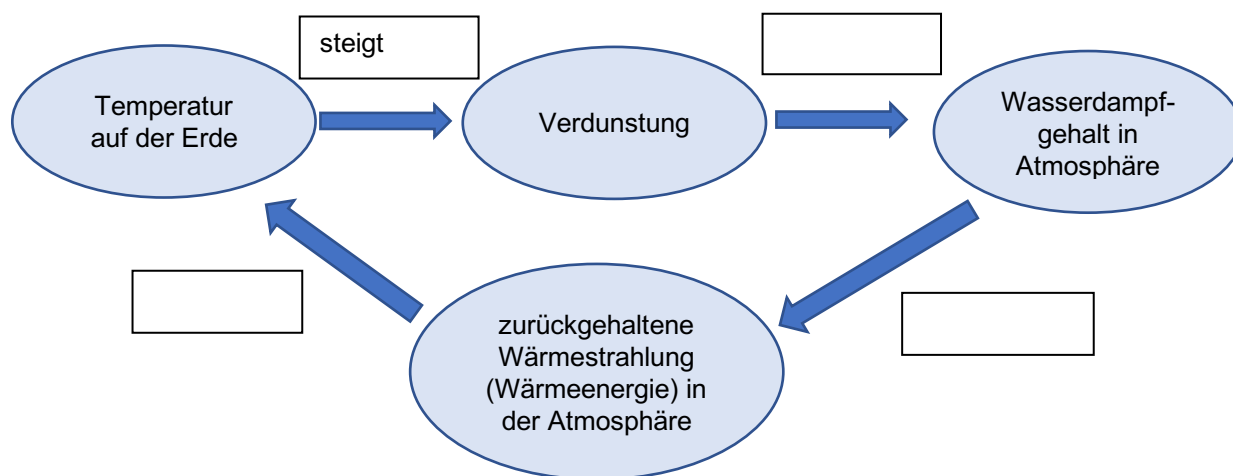 steigt
Temperatur
auf der Erde
Verdunstung
Wasserdampf-
gehalt in
Atmosphäre
zurückgehaltene
Wärmestrahlung
(Wärmeenergie) in
der Atmosphäre